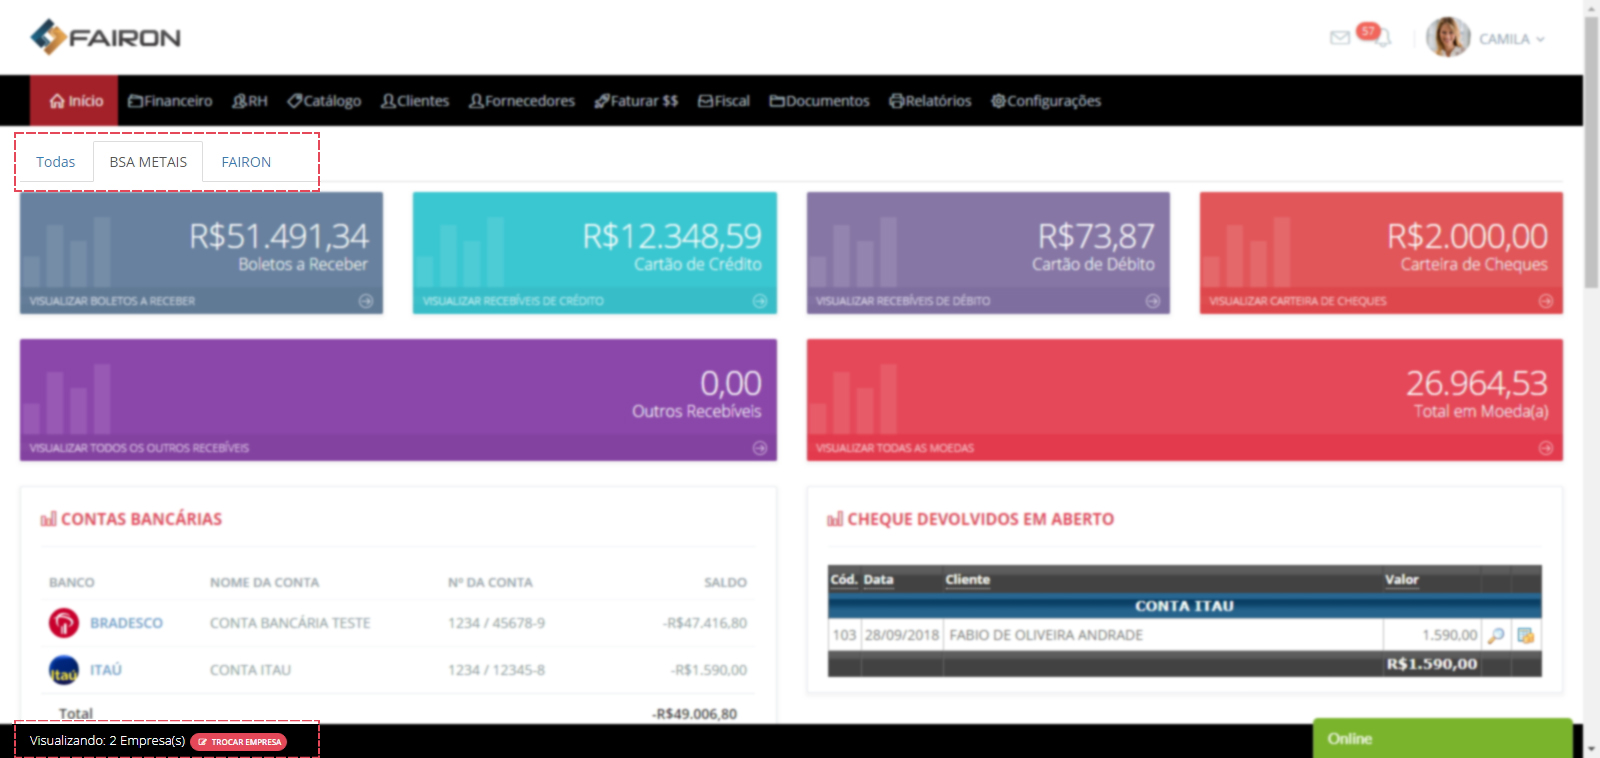 FAIRON
57
CAMILA
Início Financeiro RH Catálogo Clientes Fornecedores Faturar $$ Fiscal Documentos Relatórios Configurações
Todas BSA METAIS FAIRON
R$51.491,34
Boletos a Receber
VISUALIZAR BOLETOS A RECEBER
R$12.348,59
Cartão de Crédito
VISUALIZAR RECEBÍVEIS DE CRÉDITO
R$73,87
Cartão de Débito
VISUALIZAR RECEBÍVEIS DE DÉBITO
R$2.000,00
Carteira de Cheques
VISUALIZAR CARTEIRA DE CHEQUES
0,00
Outros Recebíveis
VISUALIZAR TODOS OS OUTROS RECEBÍVEIS
26.964,53
Total em Moeda(a)
VISUALIZAR TODAS AS MOEDAS
CONTAS BANCÁRIAS
BANCO NOME DA CONTA Nº DA CONTA SALDO
BRADESCO CONTA BANCÁRIA TESTE 1234 / 45678-9 -R$47.416,80
Itaú ITAÚ CONTA ITAU 1234 / 12345-8 -R$1.590,00
Total -R$49.006,80
CHEQUE DEVOLVIDOS EM ABERTO
Cód. Data Cliente Valor
CONTA ITAU
103 28/09/2018 FABIO DE OLIVEIRA ANDRADE 1.590,00
R$1.590,00
Visualizando: 2 Empresa(s) TROCAR EMPRESA
Online